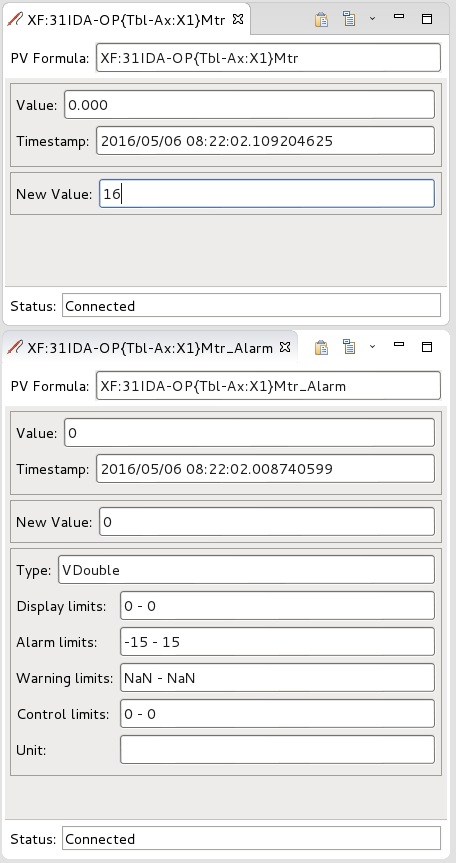 XF:31IDA-OP{Tbl-Ax:X1}Mtr
PV Formula: XF:31IDA-OP{Tbl-Ax:X1}Mtr
Value: 0.000
Timestamp: 2016/05/06 08:22:02.109204625
New Value: 16
Status: Connected
XF:31IDA-OP{Tbl-Ax:X1}Mtr_Alarm
PV Formula: XF:31IDA-OP{Tbl-Ax:X1}Mtr_Alarm
Value: 0
Timestamp: 2016/05/06 08:22:02.008740599
New Value: 0
Type: VDouble
Display limits: 0 - 0
Alarm limits: -15 - 15
Warning limits: NaN - NaN
Control limits: 0 - 0
Unit:
Status: Connected